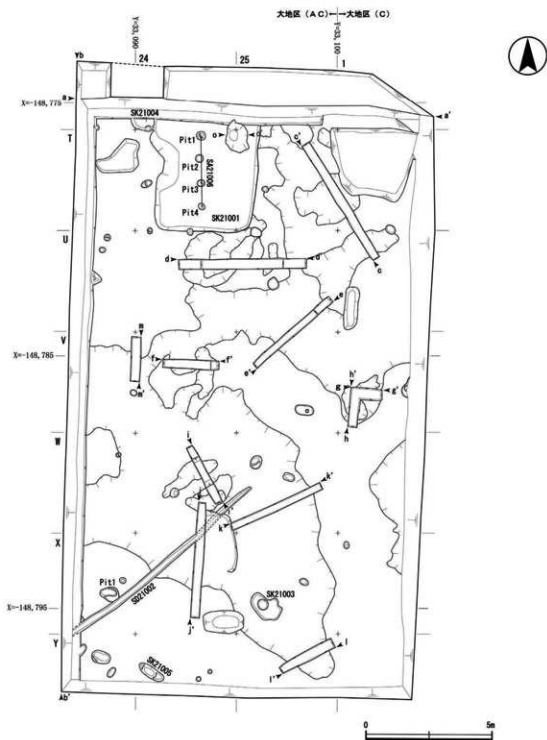 大地区（AC）←→大地区（C）
Y=33,090
Y=33,100
Yb
24
25
1
a
a'
X=-148,775
SK21004
T
Pit1
SA21006
o
o'
c'
Pit2
Pit3
Pit4
SK21001
U
d
d'
c
e
V
m
X=-148,785
f
f'
e'
h'
g
g'
m'
h
W
i
k'
k
X
Pit1
SD21002
SK21003
X=-148,795
j'
Y
l
l'
SK21005
Ab'
0
5m